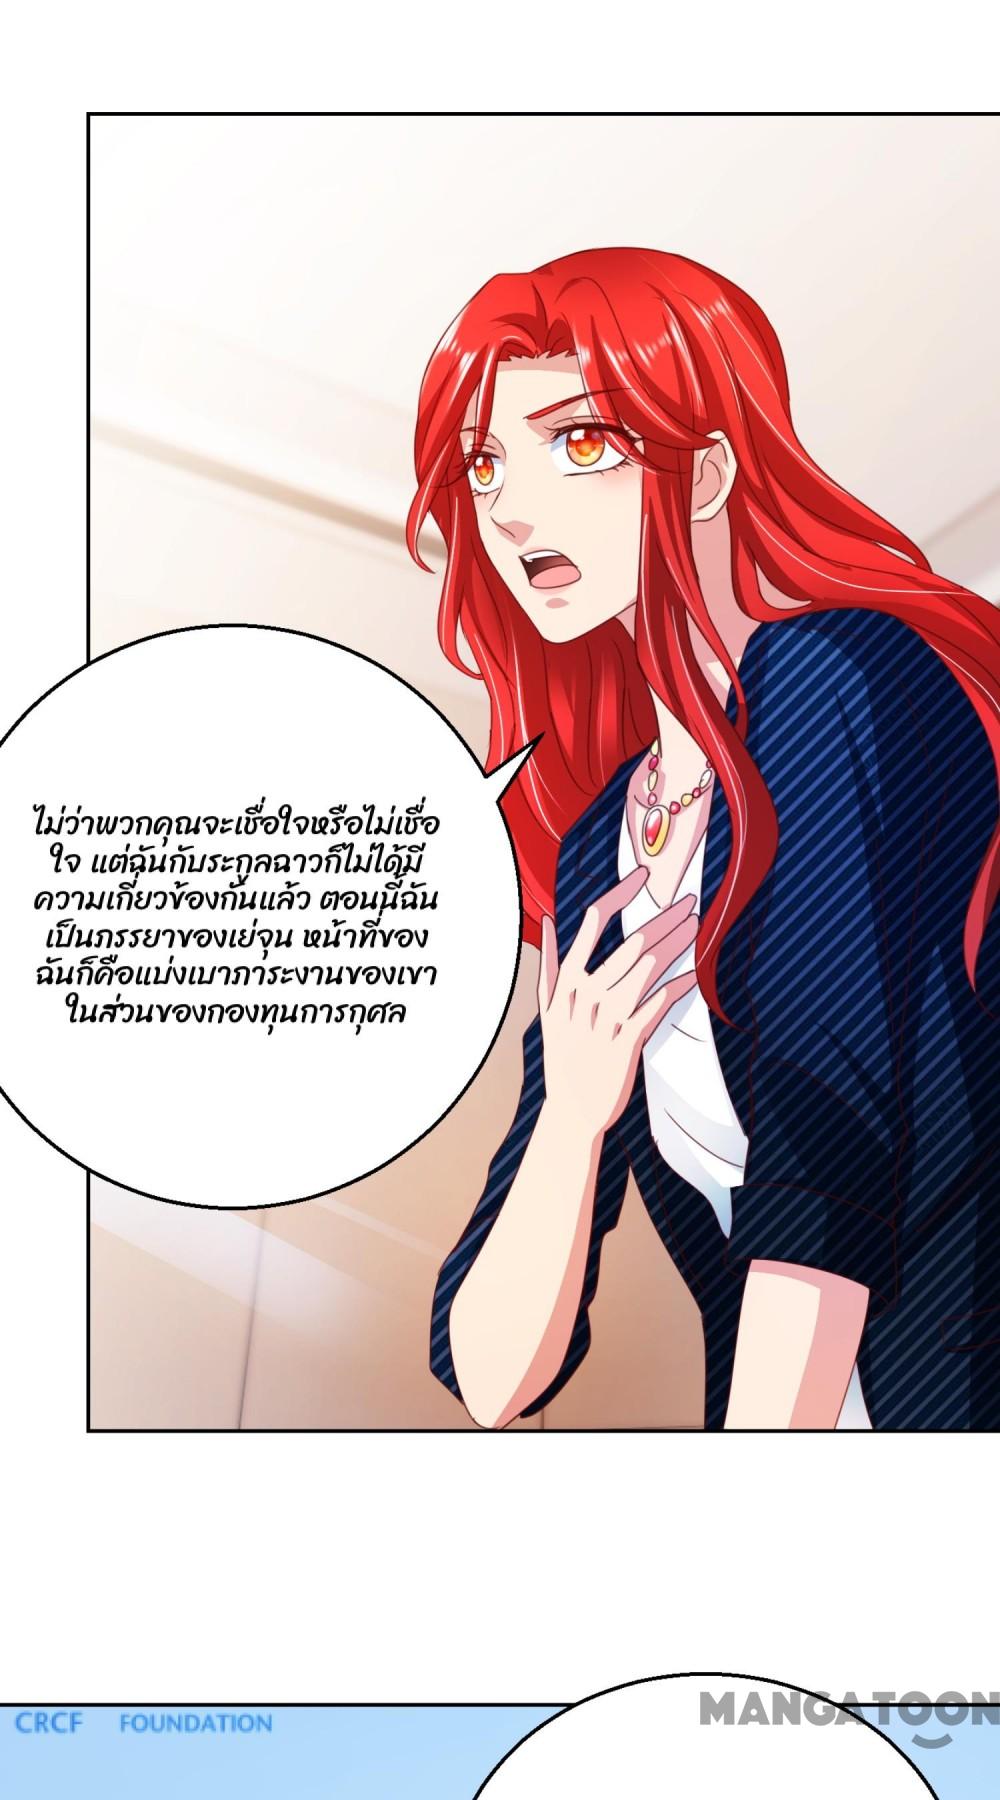 ไม่ว่าพวกคุณจะเชื่อใจหรือไม่เชื่อ
ใจ แต่ฉันกับระกูลฉาวก็ไม่ได้มี
ความเกี่ยวข้องกันแล้ว ตอนนี้ฉัน
เป็นภรรยาของเย่จุน หน้าที่ของ
ฉันก็คือแบ่งเบาภาระงานของเขา
ในส่วนของกองทุนการกุศล
CRCF FOUNDATION
MANGATOON